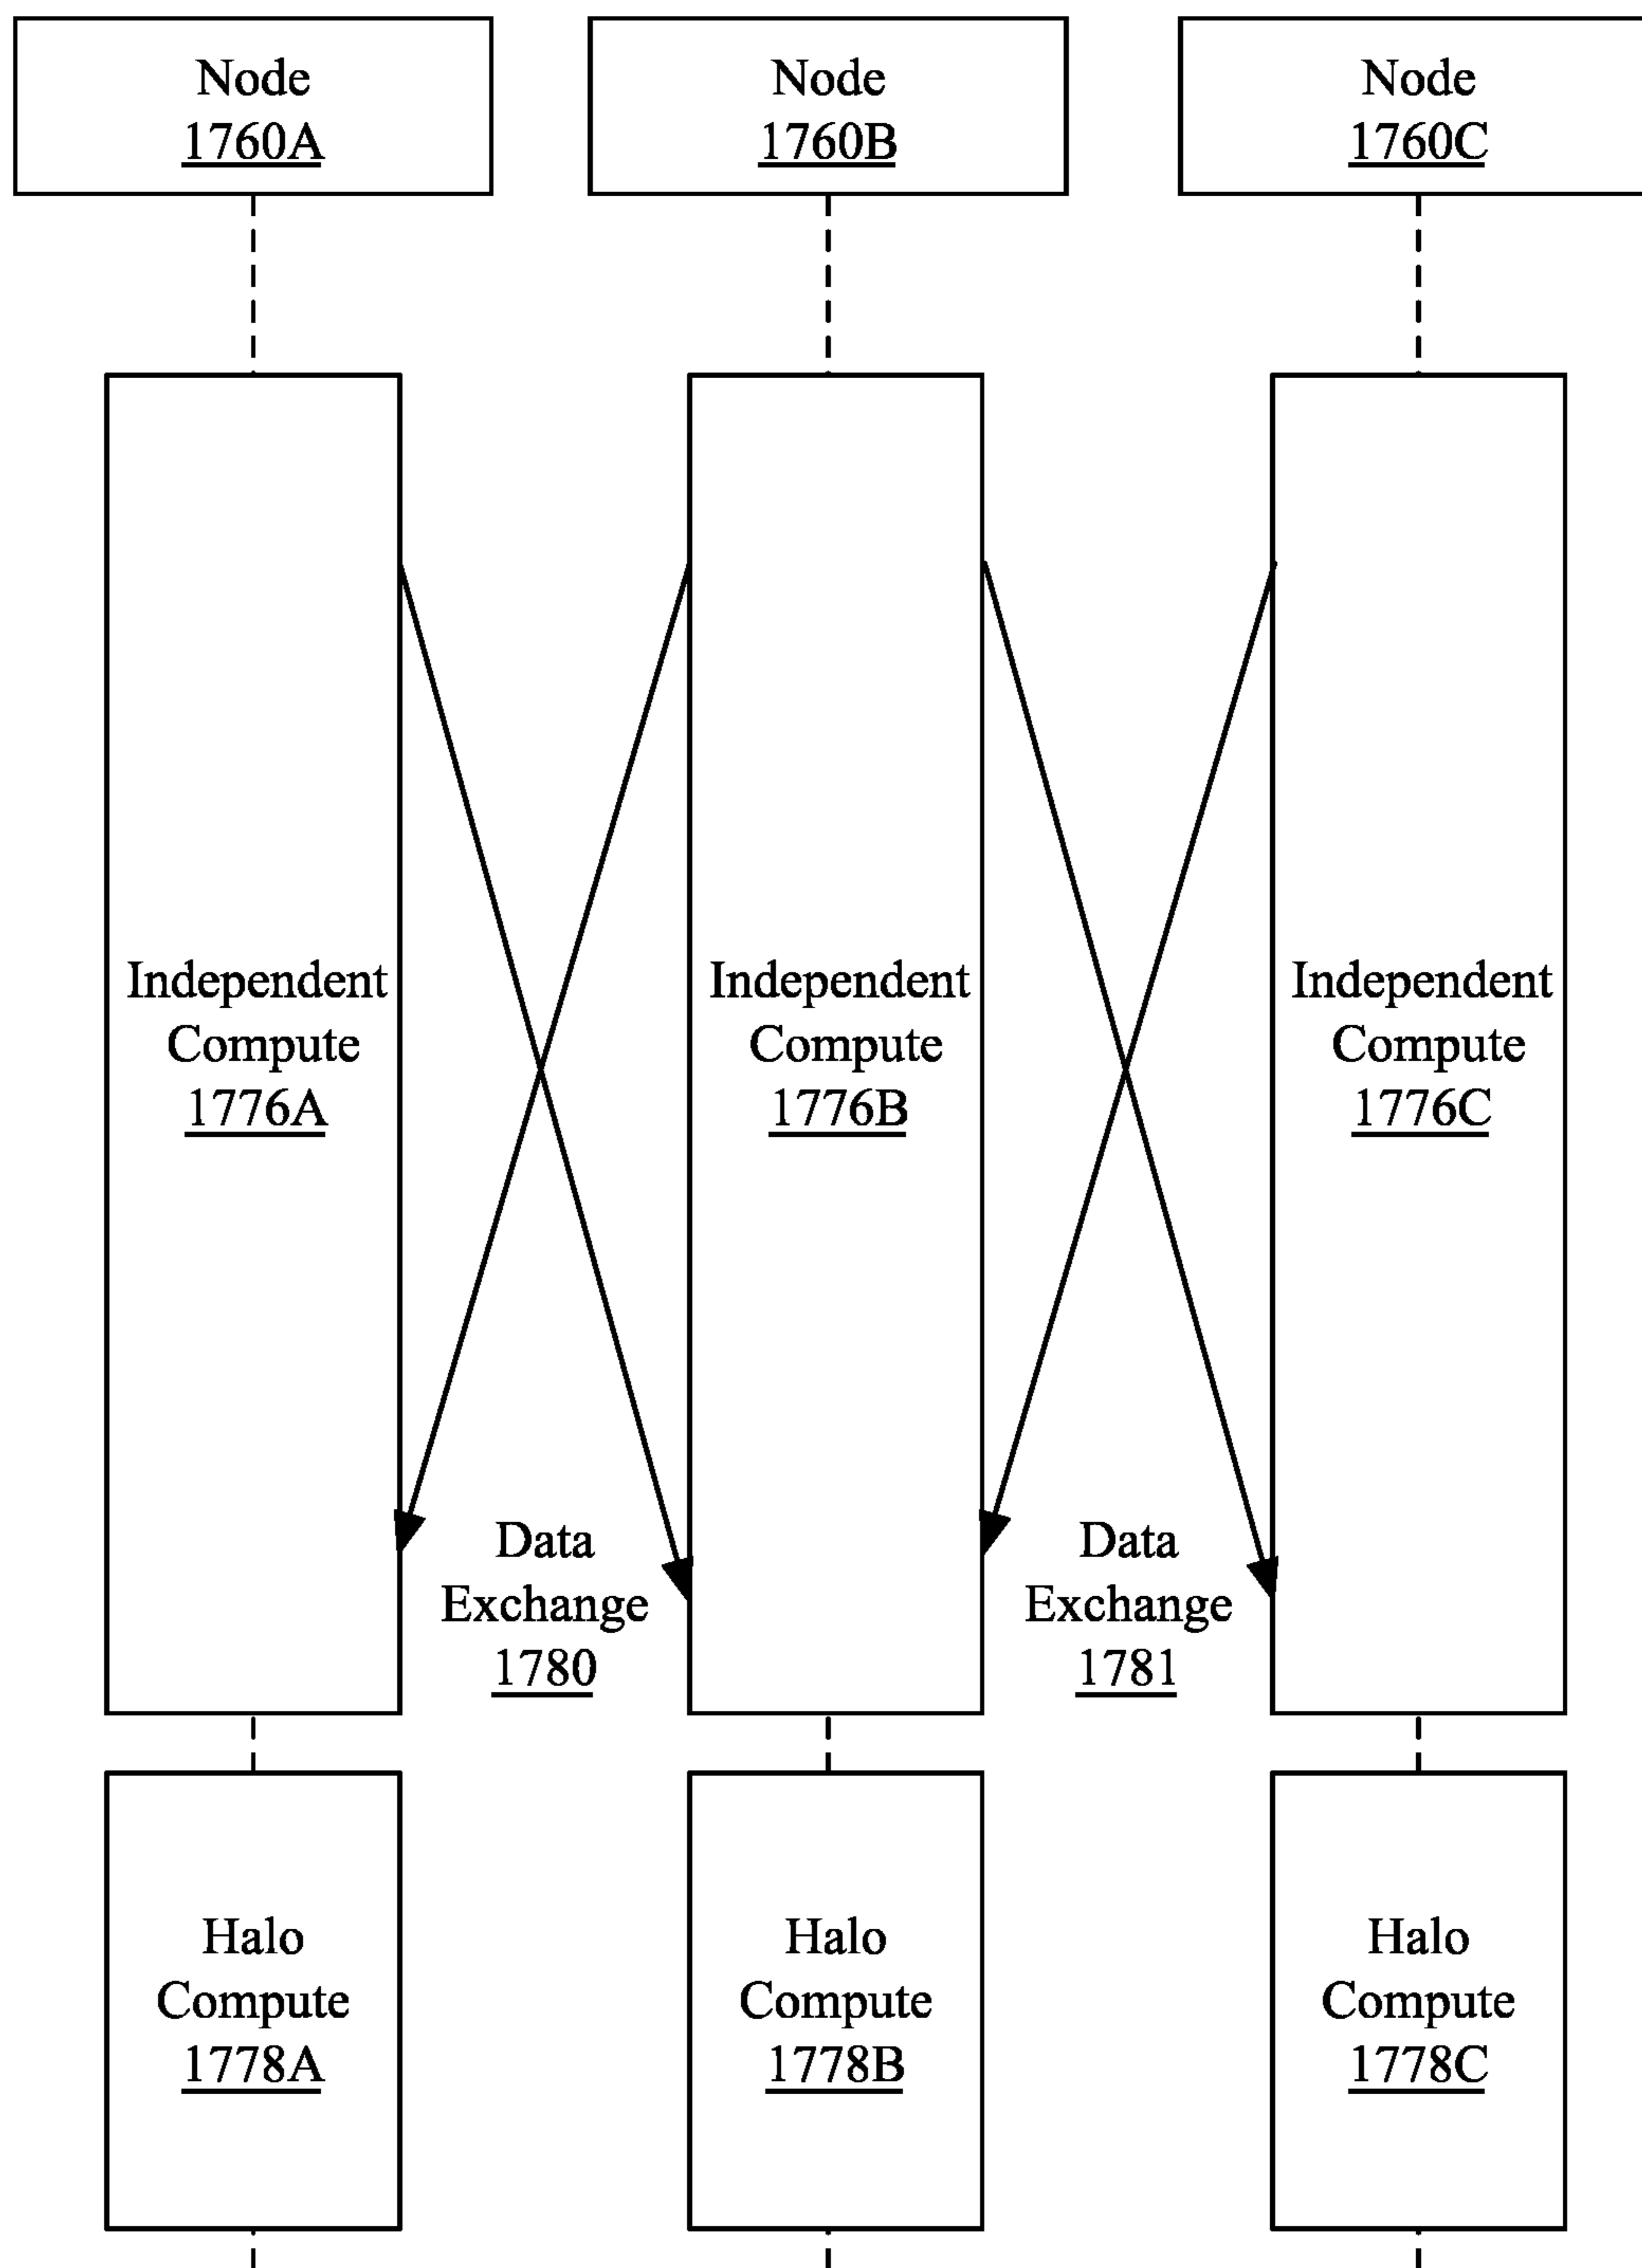 Node
1760A
Node
1760B
Node
1760C
Independent
Compute
1776A
Independent
Compute
1776B
Independent
Compute
1776C
Data
Exchange
1780
Data
Exchange
1781
Halo
Compute
1778A
Halo
Compute
1778B
Halo
Compute
1778C